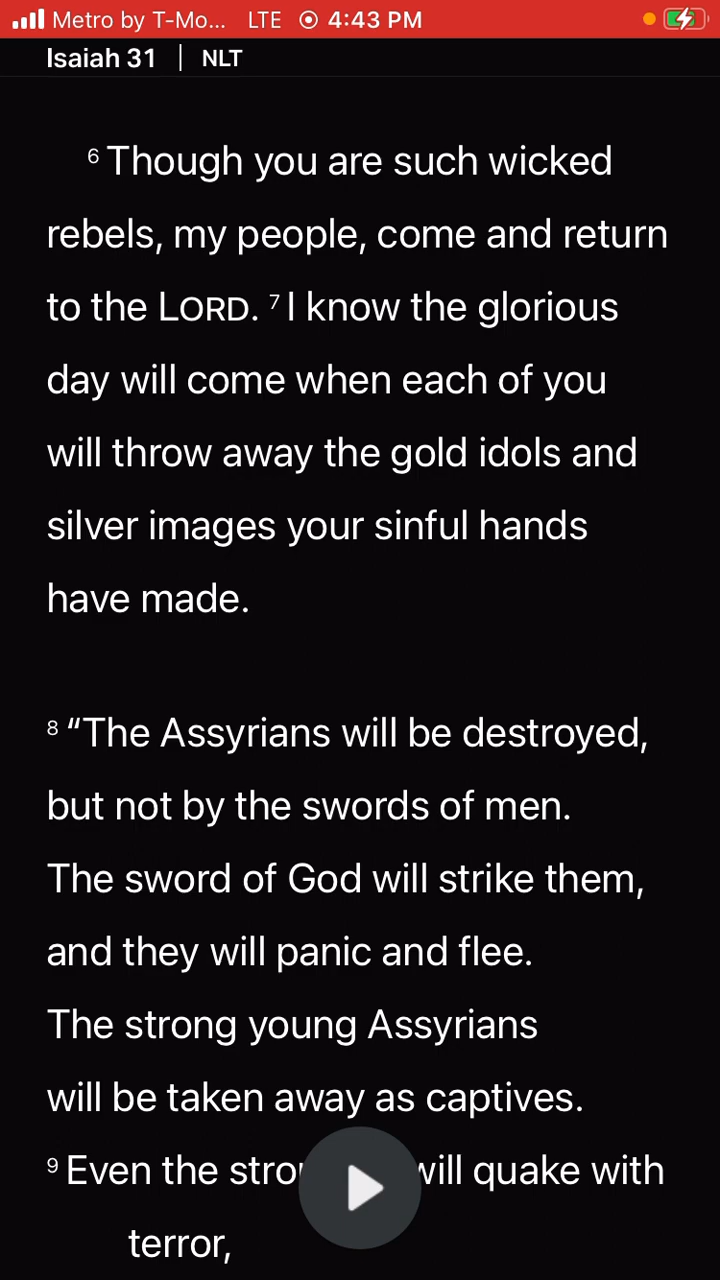 Metro by T-Mo... LTE 4:43 PM
Isaiah 31 | NLT
6 Though you are such wicked
rebels, my people, come and return
to the LORD. 7 I know the glorious
day will come when each of you
will throw away the gold idols and
silver images your sinful hands
have made.
8 “The Assyrians will be destroyed,
but not by the swords of men.
The sword of God will strike them,
and they will panic and flee.
The strong young Assyrians
will be taken away as captives.
9 Even the will quake with
terror,